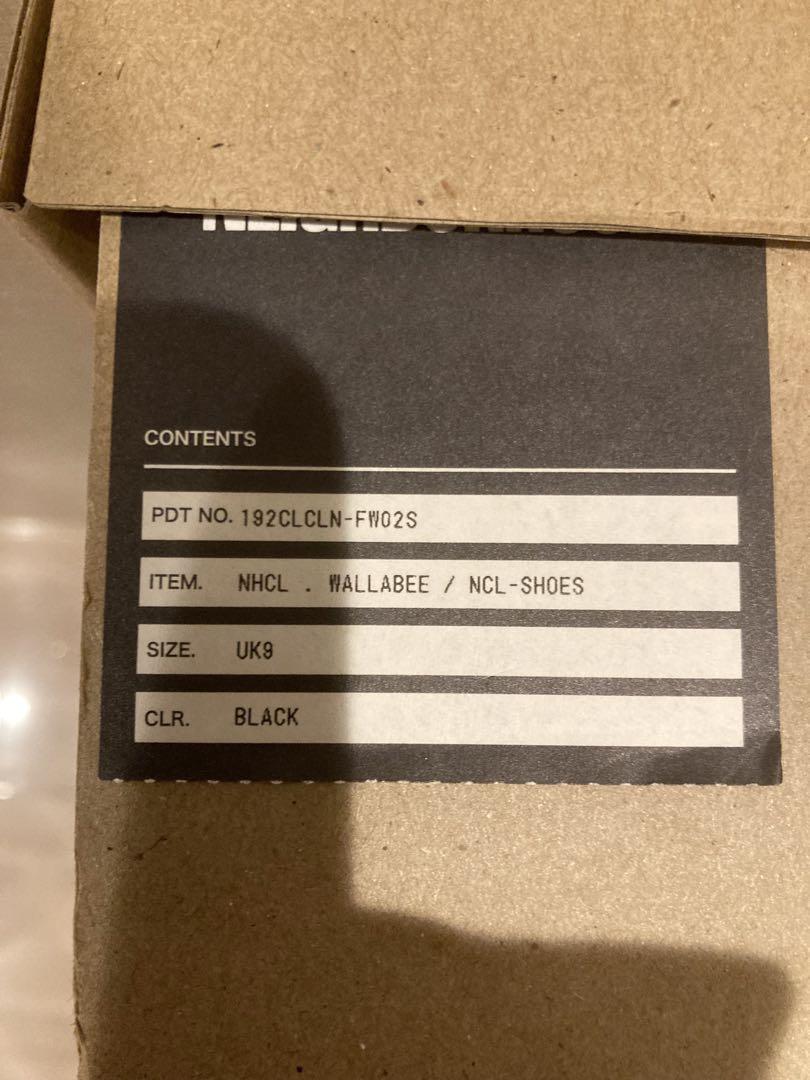 CONTENTS
PDT NO. 192CLCLN-FW02S
ITEM. NHCL . WALLABEE / NCL-SHOES
SIZE. UK9
CLR. BLACK